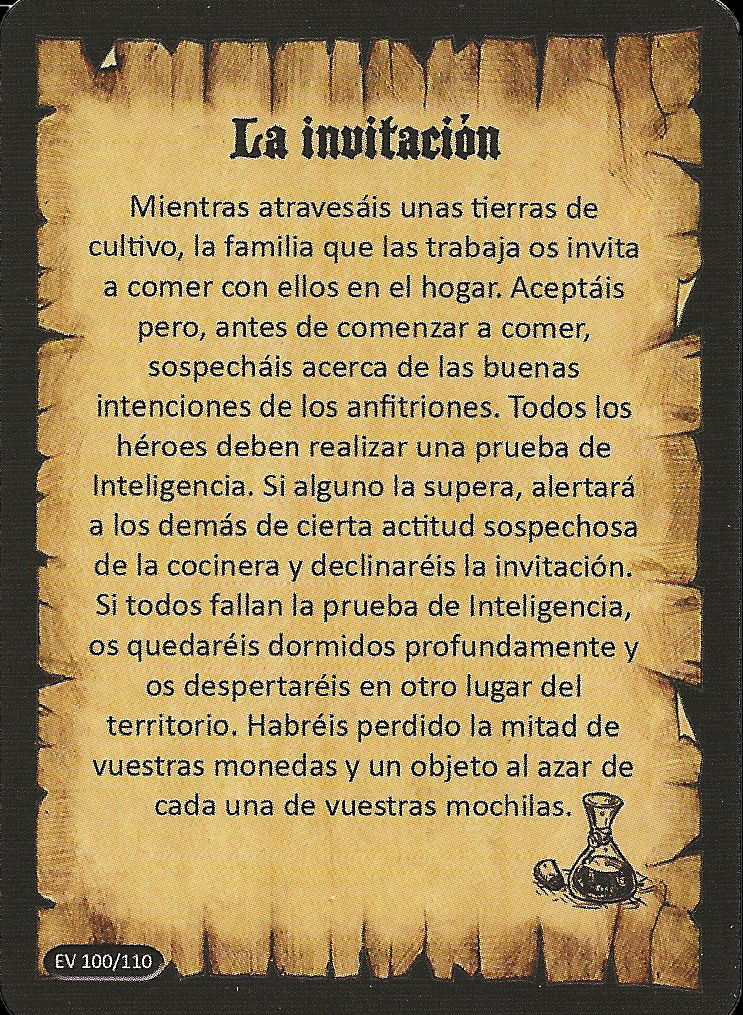 La invitación
Mientras atravesáis unas tierras de
cultivo, la familia que las trabaja os invita
a comer con ellos en el hogar. Aceptáis
pero, antes de comenzar a comer,
sospecháis acerca de las buenas
intenciones de los anfitriones. Todos los
héroes deben realizar una prueba de
Inteligencia. Si alguno la supera, alertará
a los demás de cierta actitud sospechosa
de la cocinera y declinaréis la invitación.
Si todos fallan la prueba de Inteligencia,
os quedaréis dormidos profundamente y
os despertaréis en otro lugar del
territorio. Habréis perdido la mitad de
vuestras monedas y un objeto al azar de
cada una de vuestras mochilas.
EV 100/110